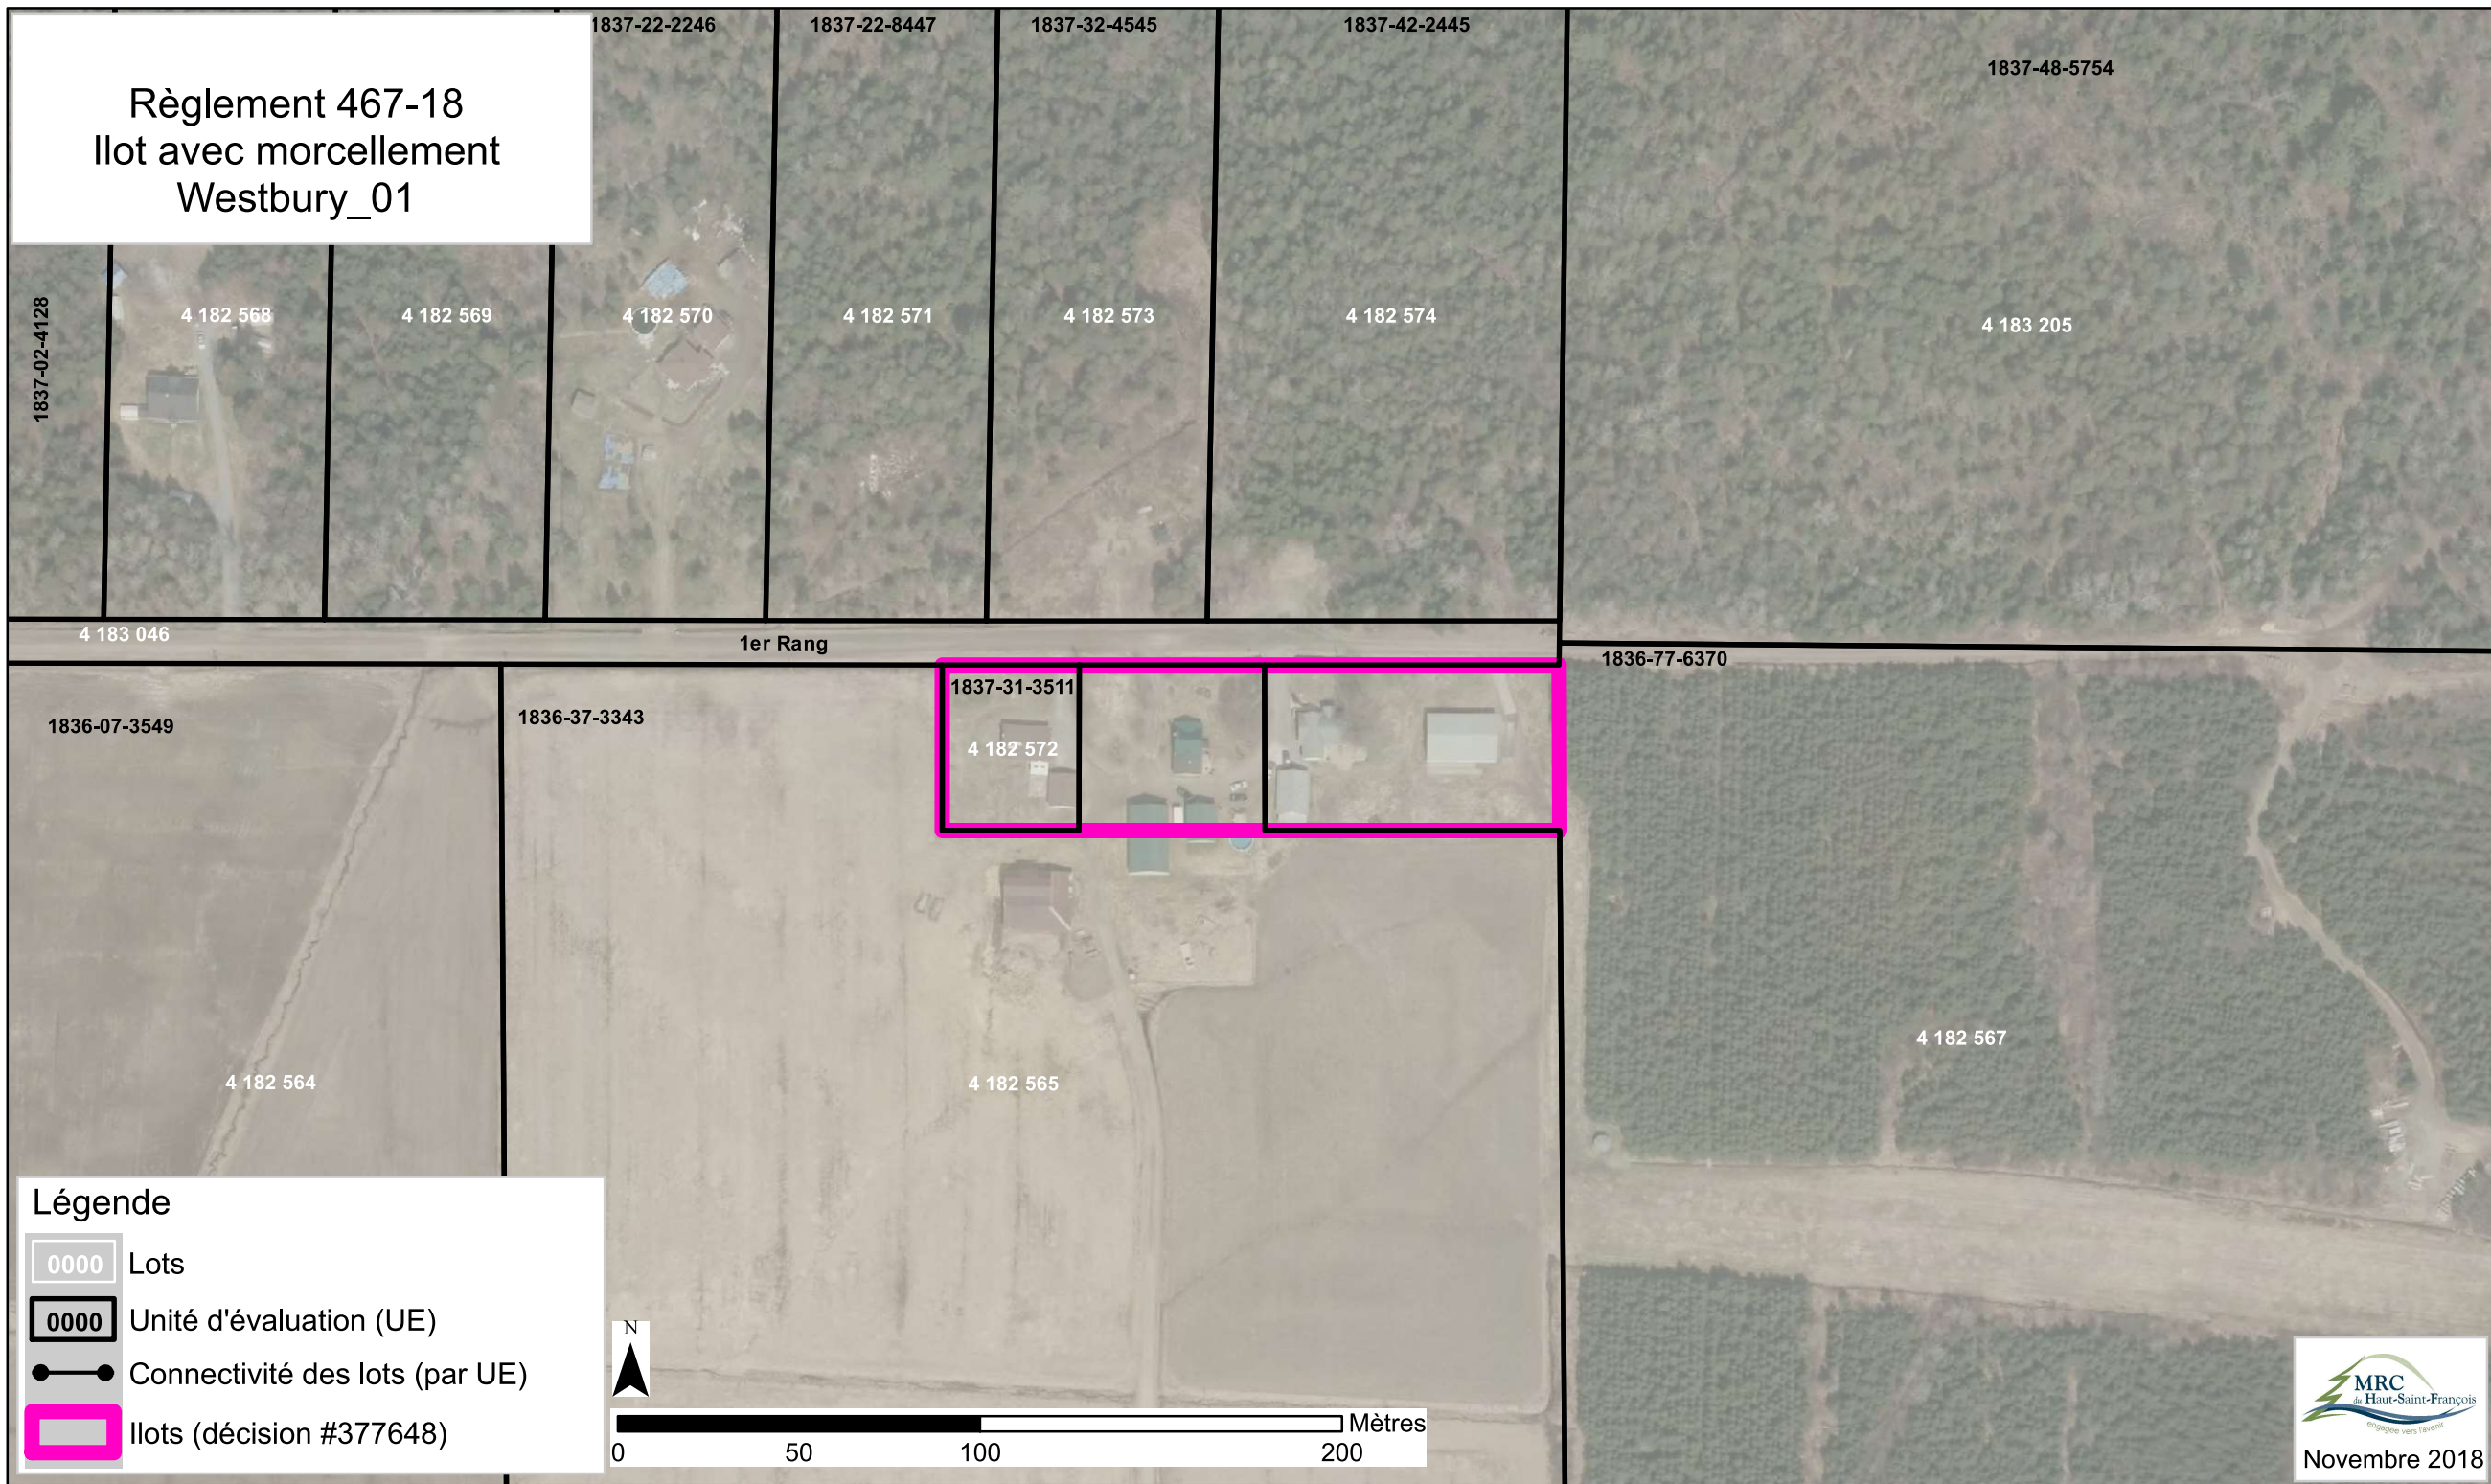 Règlement 467-18
Ilot avec morcellement
Westbury_01
1837-22-2246
1837-22-8447
1837-32-4545
1837-42-2445
1837-48-5754
1837-02-4128
4 182 568
4 182 569
4 182 570
4 182 571
4 182 573
4 182 574
4 183 205
4 183 046
1er Rang
1836-77-6370
1836-07-3549
1836-37-3343
1837-31-3511
4 182 572
4 182 564
4 182 565
4 182 567
Légende
0000 Lots
0000 Unité d'évaluation (UE)
Connectivité des lots (par UE)
Ilots (décision #377648)
N
Mètres
0 50 100 200
MRC
du Haut-Saint-François
engagée vers l'avenir
Novembre 2018